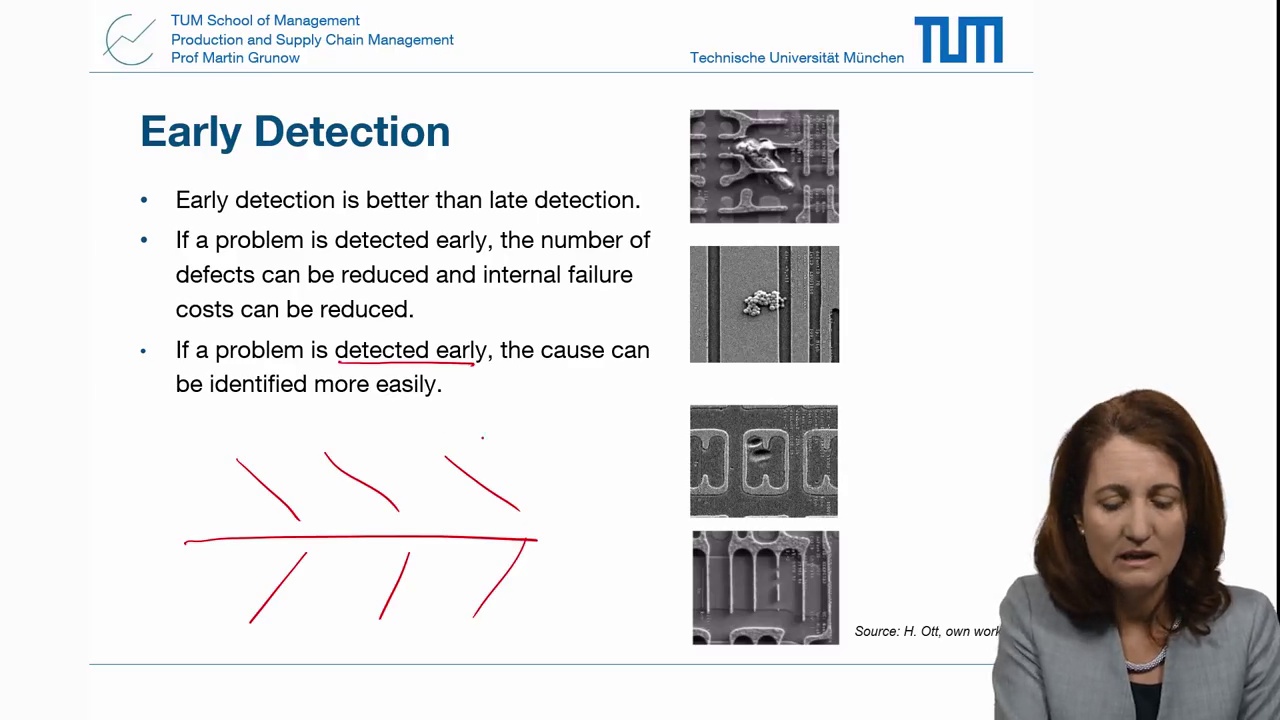 TUM School of Management
Production and Supply Chain Management
Prof Martin Grunow
Technische Universität München
TUM
Early Detection
• Early detection is better than late detection.
• If a problem is detected early, the number of
defects can be reduced and internal failure
costs can be reduced.
• If a problem is detected early, the cause can
be identified more easily.
Source: H. Ott, own work